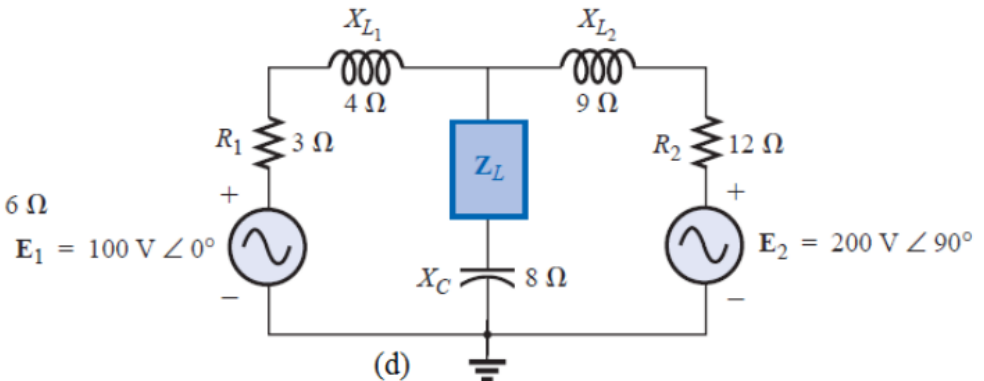 X_{L_1} X_{L_2}
4 Ω 9 Ω
R_1 3 Ω Z_L R_2 12 Ω
+ +
6 Ω
E_1 = 100 V ∠ 0° E_2 = 200 V ∠ 90°
X_C 8 Ω
− −
(d)